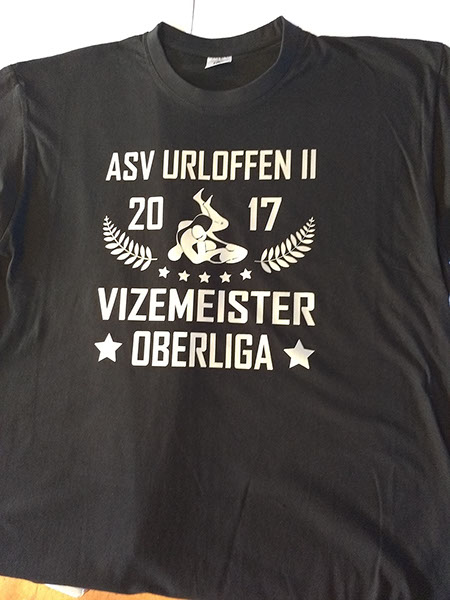 ASV URLOFFEN II
20 17
VIZEMEISTER
OBERLIGA